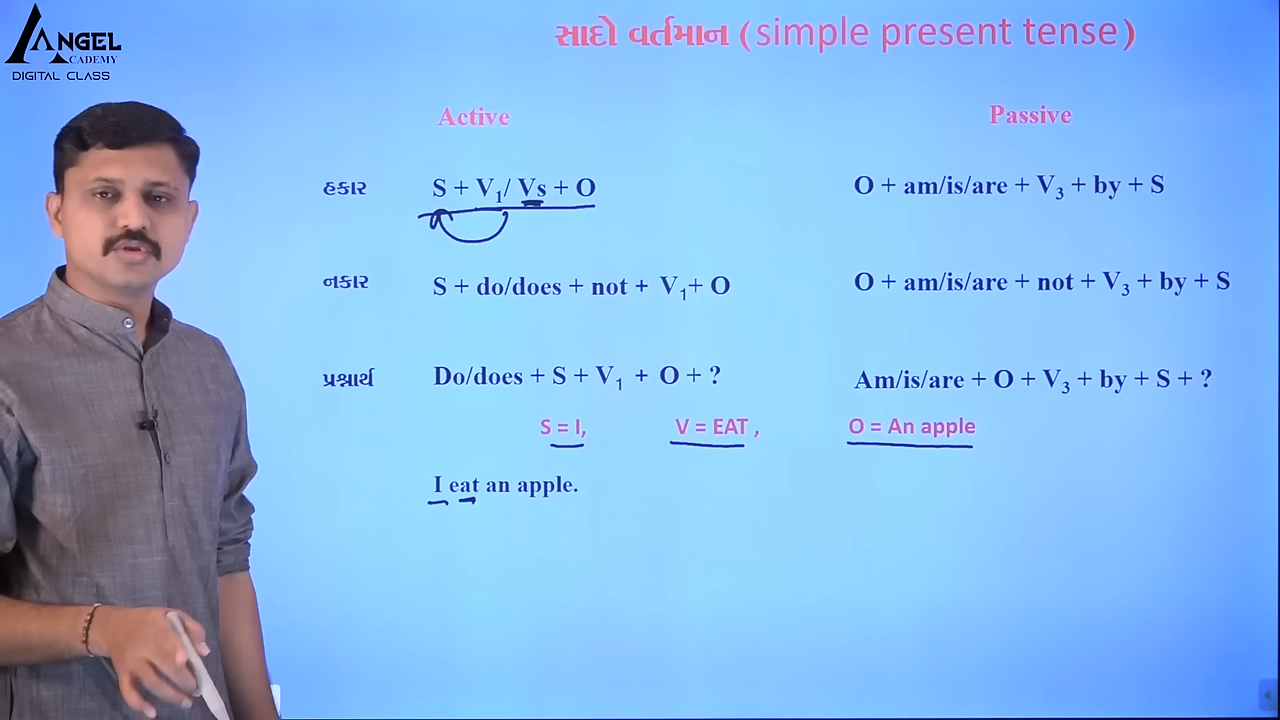 ANGEL
ACADEMY
DIGITAL CLASS
સાદો વર્તમાન (simple present tense)
Active Passive
હકાર S + V₁/ Vs + O O + am/is/are + V₃ + by + S
નકાર S + do/does + not + V₁+ O O + am/is/are + not + V₃ + by + S
પ્રશ્નાર્થ Do/does + S + V₁ + O + ? Am/is/are + O + V₃ + by + S + ?
S = I, V = EAT , O = An apple
I eat an apple.